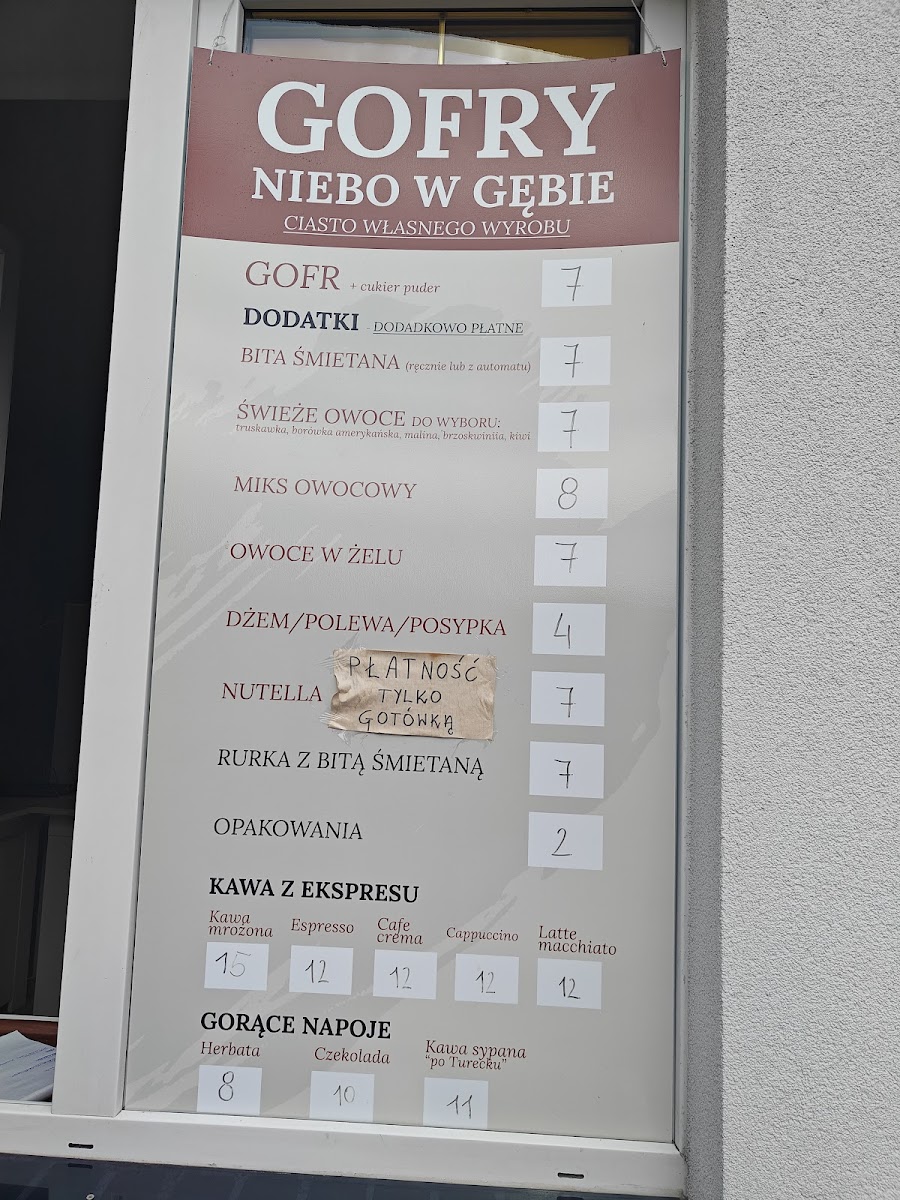 GOFRY
NIEBO W GĘBIE
CIASTO WŁASNEGO WYROBU
GOFR + cukier puder 7
DODATKI - DODADKOWO PŁATNE
BITA ŚMIETANA (ręcznie lub z automatu) 7
ŚWIEŻE OWOCE DO WYBORU: 7
truskawka, borówka amerykańska, malina, brzoskwiniia, kiwi
MIKS OWOCOWY 8
OWOCE W ŻELU 7
DŻEM/POLEWA/POSYPKA 4
PŁATNOŚĆ
TYLKO
GOTÓWKĄ
NUTELLA 7
RURKA Z BITĄ ŚMIETANĄ 7
OPAKOWANIA 2
KAWA Z EKSPRESU
Kawa mrożona Espresso Cafe crema Cappuccino Latte macchiato
15 12 12 12 12
GORĄCE NAPOJE
Herbata Czekolada Kawa sypana "po Turecku"
8 10 11